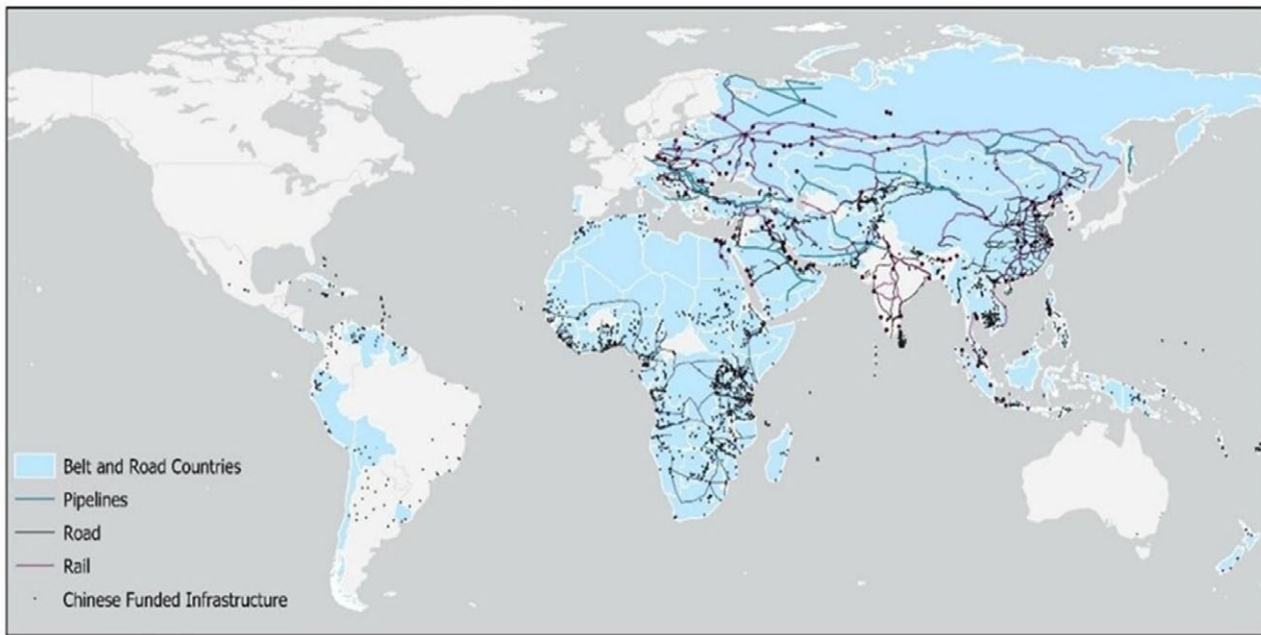 Belt and Road Countries
Pipelines
Road
Rail
Chinese Funded Infrastructure